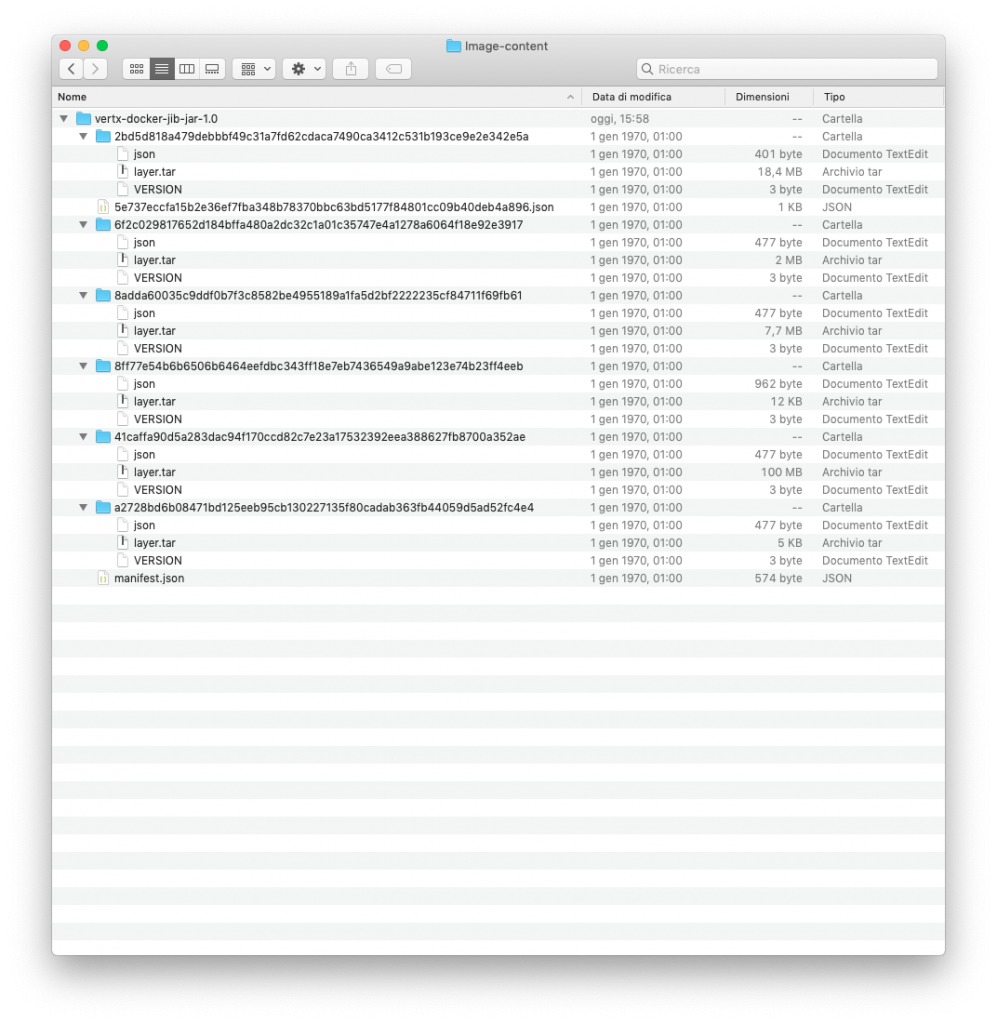 Image-content
Ricerca
Nome Data di modifica Dimensioni Tipo
vertx-docker-jib-jar-1.0 oggi, 15:58 -- Cartella
2bd5d818a479debbbf49c31a7fd62cdaca7490ca3412c531b193ce9e2e342e5a 1 gen 1970, 01:00 -- Cartella
json 1 gen 1970, 01:00 401 byte Documento TextEdit
layer.tar 1 gen 1970, 01:00 18,4 MB Archivio tar
VERSION 1 gen 1970, 01:00 3 byte Documento TextEdit
5e737eccfa15b2e36ef7fba348b78370bbc63bd5177f84801cc09b40deb4a896.json 1 gen 1970, 01:00 1 KB JSON
6f2c029817652d184bffa480a2dc32c1a01c35747e4a1278a6064f18e92e3917 1 gen 1970, 01:00 -- Cartella
json 1 gen 1970, 01:00 477 byte Documento TextEdit
layer.tar 1 gen 1970, 01:00 2 MB Archivio tar
VERSION 1 gen 1970, 01:00 3 byte Documento TextEdit
8adda60035c9ddf0b7f3c8582be4955189a1fa5d2bf2222235cf84711f69fb61 1 gen 1970, 01:00 -- Cartella
json 1 gen 1970, 01:00 477 byte Documento TextEdit
layer.tar 1 gen 1970, 01:00 7,7 MB Archivio tar
VERSION 1 gen 1970, 01:00 3 byte Documento TextEdit
8ff77e54b6b6506b6464eefdbc343ff18e7eb7436549a9abe123e74b23ff4eeb 1 gen 1970, 01:00 -- Cartella
json 1 gen 1970, 01:00 962 byte Documento TextEdit
layer.tar 1 gen 1970, 01:00 12 KB Archivio tar
VERSION 1 gen 1970, 01:00 3 byte Documento TextEdit
41caffa90d5a283dac94f170ccd82c7e23a17532392eea388627fb8700a352ae 1 gen 1970, 01:00 -- Cartella
json 1 gen 1970, 01:00 477 byte Documento TextEdit
layer.tar 1 gen 1970, 01:00 100 MB Archivio tar
VERSION 1 gen 1970, 01:00 3 byte Documento TextEdit
a2728bd6b08471bd125eeb95cb130227135f80cadab363fb44059d5ad52fc4e4 1 gen 1970, 01:00 -- Cartella
json 1 gen 1970, 01:00 477 byte Documento TextEdit
layer.tar 1 gen 1970, 01:00 5 KB Archivio tar
VERSION 1 gen 1970, 01:00 3 byte Documento TextEdit
manifest.json 1 gen 1970, 01:00 574 byte JSON